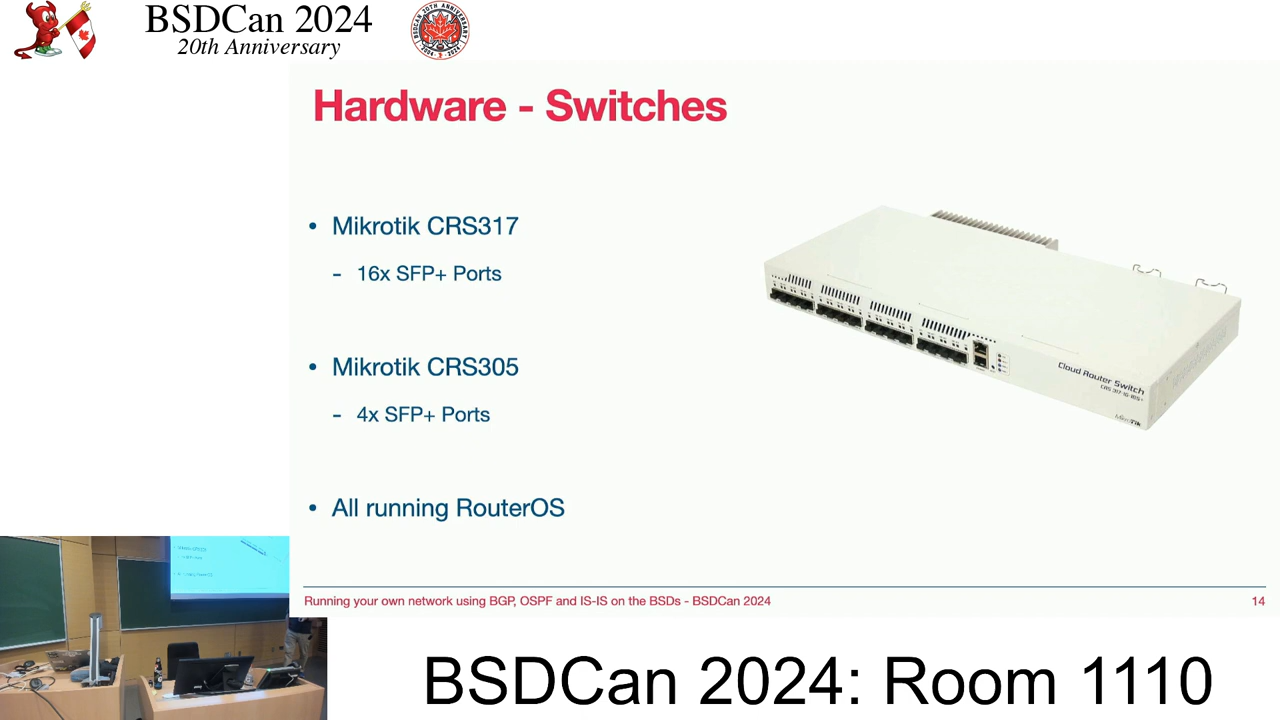 BSDCan 2024
20th Anniversary
Hardware - Switches
• Mikrotik CRS317
- 16x SFP+ Ports
• Mikrotik CRS305
- 4x SFP+ Ports
• All running RouterOS
Cloud Router Switch
MikroTik
Running your own network using BGP, OSPF and IS-IS on the BSDs - BSDCan 2024
14
BSDCan 2024: Room 1110